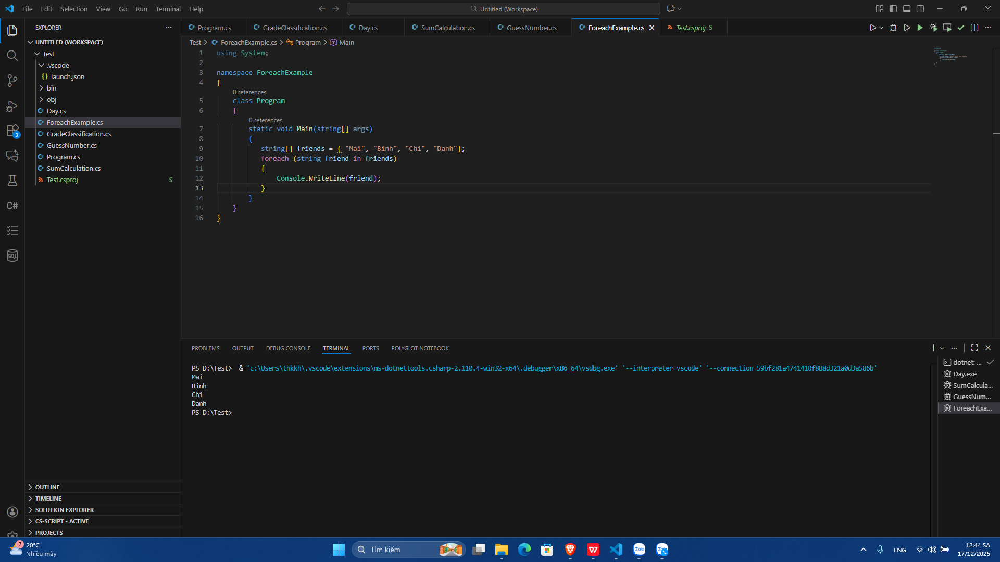 File Edit Selection View Go Run Terminal Help
Untitled (Workspace)
EXPLORER
Program.cs
GradeClassification.cs
Day.cs
SumCalculation.cs
GuessNumber.cs
ForeachExample.cs
Test.csproj S
UNTITLED (WORKSPACE)
Test
.vscode
{} launch.json
bin
obj
C# Day.cs
C# ForeachExample.cs
C# GradeClassification.cs
C# GuessNumber.cs
C# Program.cs
C# SumCalculation.cs
Test.csproj S
3
C#
SQL
Test > ForeachExample.cs > Program > Main
1 using System;
2
3 namespace ForeachExample
4 {
0 references
5 class Program
6 {
0 references
7 static void Main(string[] args)
8 {
9 string[] friends = { "Mai", "Binh", "Chi", "Danh"};
10 foreach (string friend in friends)
11 {
12 Console.WriteLine(friend);
13 }
14 }
15 }
16 }
PROBLEMS OUTPUT DEBUG CONSOLE TERMINAL PORTS POLYGLOT NOTEBOOK
PS D:\Test>  & 'c:\Users\thkkh\.vscode\extensions\ms-dotnettools.csharp-2.110.4-win32-x64\.debugger\x86_64\vsdbg.exe' '--interpreter=vscode' '--connection=59bf281a4741410f888d321a0d3a586b'
Mai
Binh
Chi
Danh
PS D:\Test>
dotnet: ...
Day.exe
SumCalcula...
GuessNum...
ForeachExa...
OUTLINE
TIMELINE
SOLUTION EXPLORER
CS-SCRIPT - ACTIVE
PROJECTS
7
20°C
Nhiều mây
Tìm kiếm
W
Zalo
ENG
12:44 SA
17/12/2025